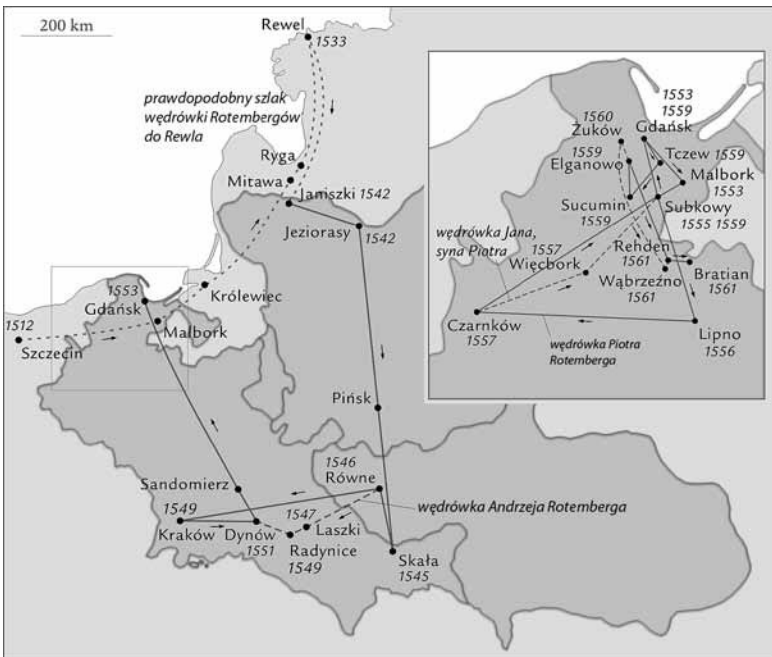 200 km
Rewel
1533
prawdopodobny szlak
wędrówki Rotembergów
do Rewla
Ryga
Mitawa
Janiszki 1542
Jeziorasy
1542
1553
Gdańsk
Królewiec
1512
Szczecin
Malbork
Pińsk
Sandomierz
1546
Równe
1549
Kraków
Dynów
1551
1547
Laszki
Radynice
1549
wędrówka Andrzeja Rotemberga
Skała
1545
1553
1559
Gdańsk
1560
Żuków
1559
Elganowo
Tczew 1559
Malbork
1553
Sucumin
1559
Subkowy
1555 1559
wędrówka Jana,
syna Piotra
1557
Więcbork
Rehden
1561
Wąbrzeźno
1561
Bratian
1561
Czarnków
1557
wędrówka Piotra
Rotemberga
Lipno
1556